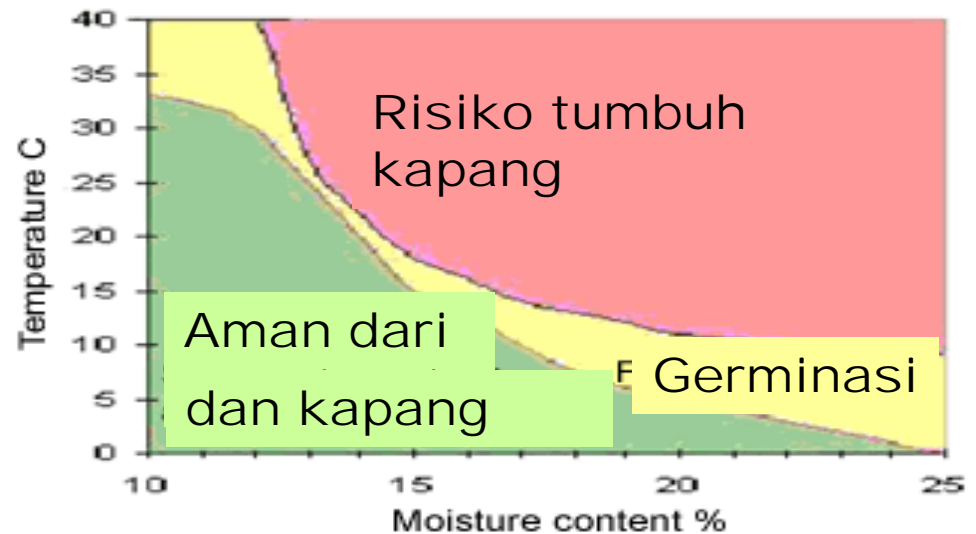 40
35
30
25
20
15
10
5
0
Temperature C
Risiko tumbuh
kapang
Aman dari
dan kapang
F
Germinasi
10
15
20
25
Moisture content %